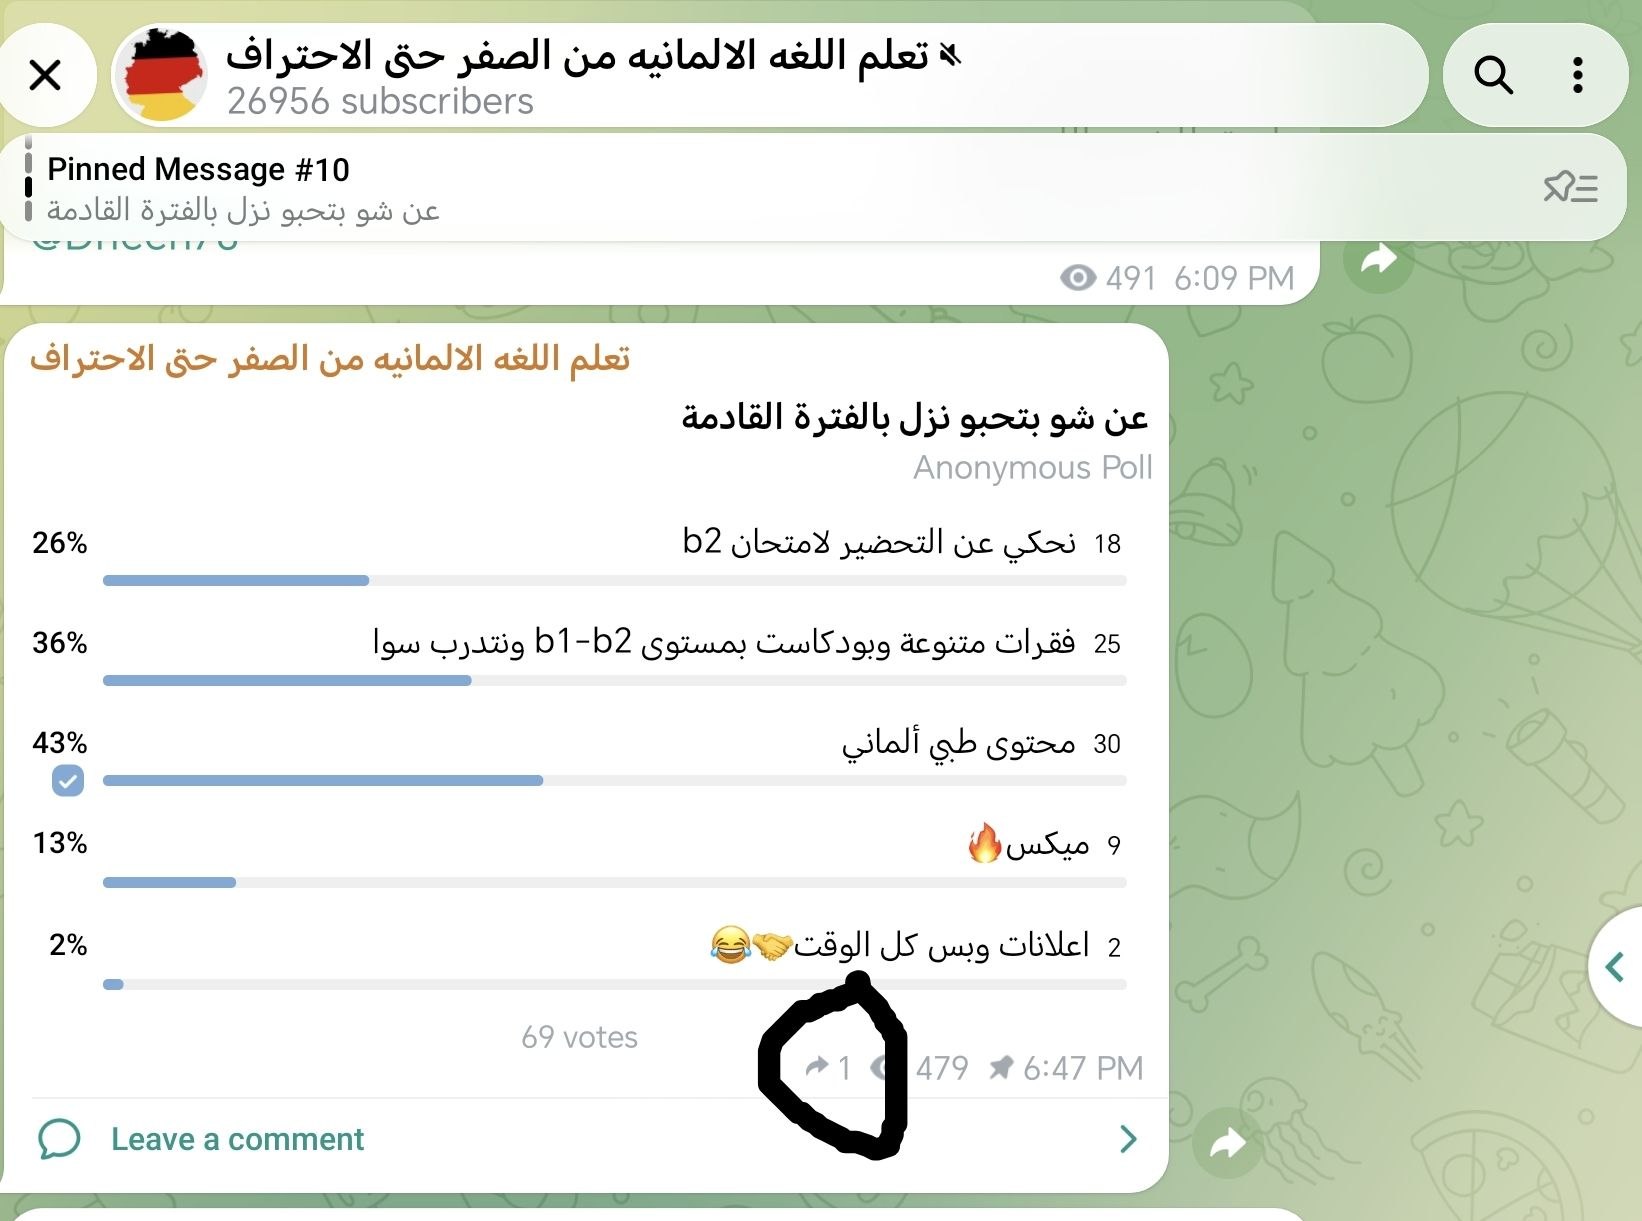 تعلم اللغه الالمانيه من الصفر حتى الاحتراف
26956 subscribers
Pinned Message #10
عن شو بتحبو نزل بالفترة القادمة
491 6:09 PM
تعلم اللغه الالمانيه من الصفر حتى الاحتراف
عن شو بتحبو نزل بالفترة القادمة
Anonymous Poll
26% 18 نحكي عن التحضير لامتحان b2
36% 25 فقرات متنوعة وبودكاست بمستوى b1-b2 ونتدرب سوا
43% 30 محتوى طبي ألماني
13% 9 ميكس🔥
2% 2 اعلانات وبس كل الوقت🤝😂
69 votes
1 479 6:47 PM
Leave a comment